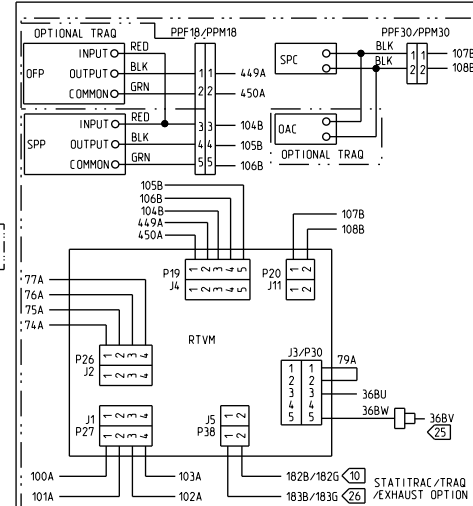 OPTIONAL TRAQ
PPF18/PPM18
PPF30/PPM30
INPUT RED
OFP OUTPUT BLK 1 1 449A
COMMON GRN 2 2 450A
SPC BLK 1 1 107B
BLK 2 2 108B
INPUT RED 3 3 104B
SPP OUTPUT BLK 4 4 105B
COMMON GRN 5 5 106B
OAC
OPTIONAL TRAQ
105B
106B
104B
449A
450A
107B
108B
P19 1 2 3 4 5
J4 1 2 3 4 5
P20 1 2
J11 1 2
77A
76A
75A
74A
RTVM
P26 1 2 3 4
J2 1 2 3 4
J3/P30
1 1 79A
2 2
3 3 36BU
4 4
5 5 36BW 36BV
25
J1 1 2 3 4
P27 1 2 3 4
J5 1 2
P38 1 2
100A
101A
103A
102A
182B/182G 10
183B/183G 26
STATITRAC/TRAQ
/EXHAUST OPTION